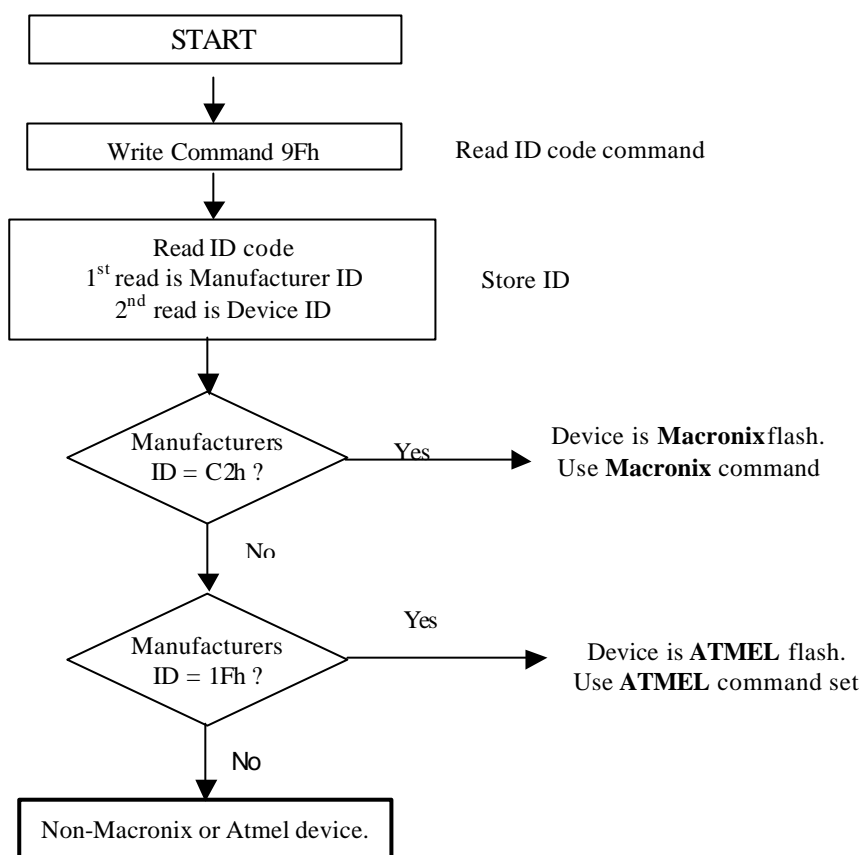 START
Write Command 9Fh
Read ID code command
Read ID code
1st read is Manufacturer ID
2nd read is Device ID
Store ID
Manufacturers
ID = C2h ?
Yes
Device is Macronix flash.
Use Macronix command
No
Manufacturers
ID = 1Fh ?
Yes
Device is ATMEL flash.
Use ATMEL command set
No
Non-Macronix or Atmel device.